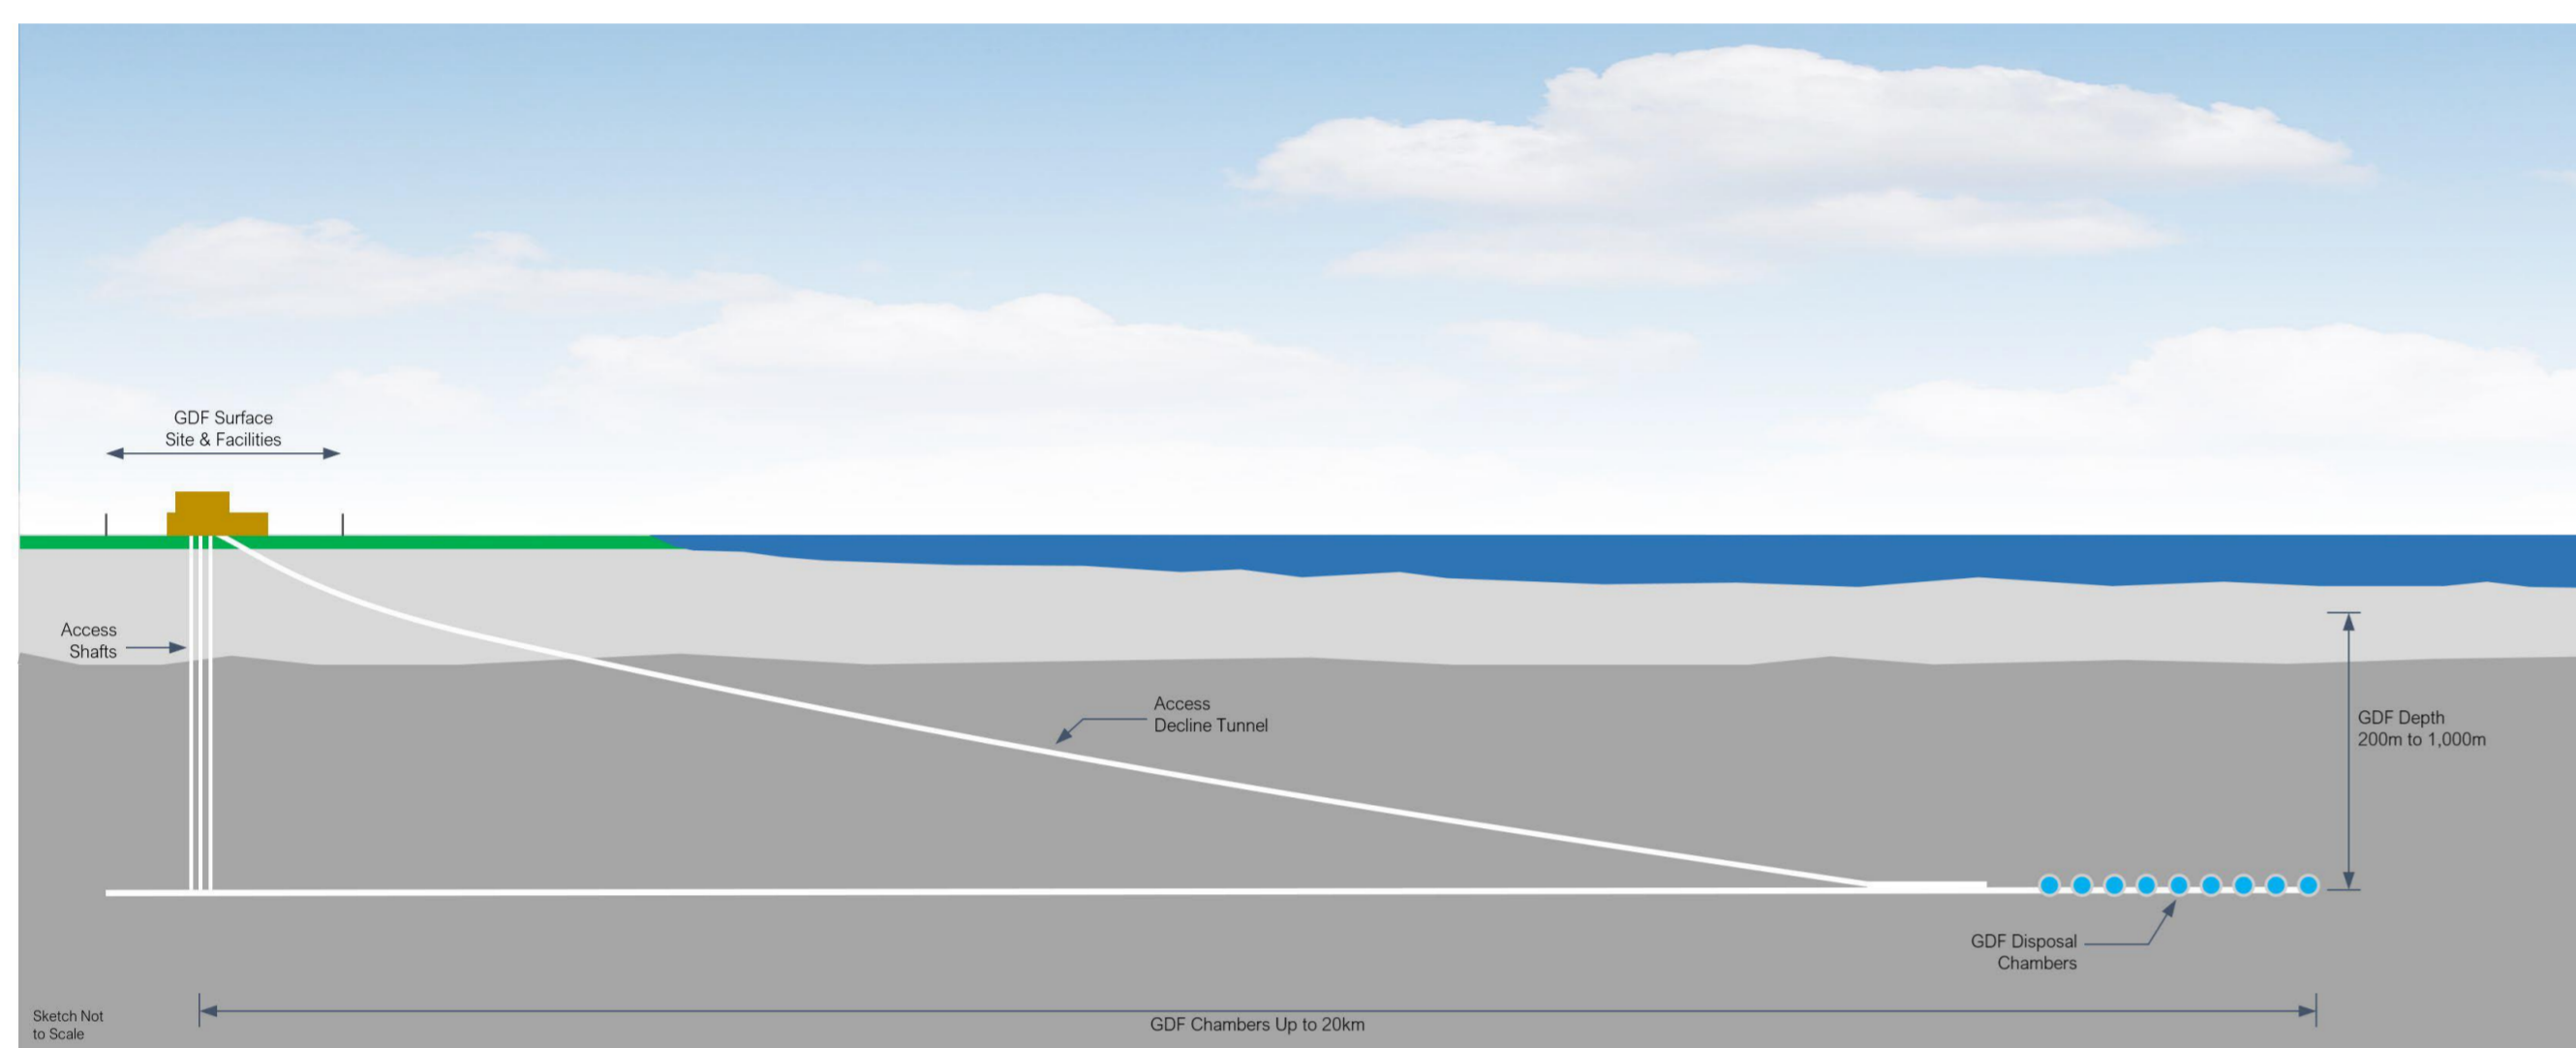 GDF Surface
Site & Facilities
Access
Shafts
Access
Decline Tunnel
GDF Depth
200m to 1,000m
GDF Disposal
Chambers
Sketch Not
to Scale
GDF Chambers Up to 20km